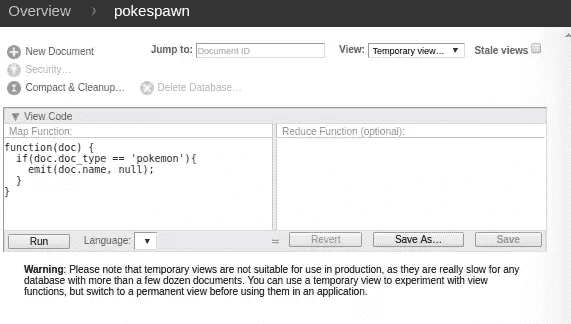 Overview › pokespawn
New Document Jump to: Document ID View: Temporary view... ▼ Stale views
Security...
Compact & Cleanup... Delete Database...
▼ View Code
Map Function: Reduce Function (optional):
function(doc) {
  if(doc.doc_type == 'pokemon'){
    emit(doc.name, null);
  }
}
Run Language: ▼ Revert Save As... Save
Warning: Please note that temporary views are not suitable for use in production, as they are really slow for any
database with more than a few dozen documents. You can use a temporary view to experiment with view
functions, but switch to a permanent view before using them in an application.